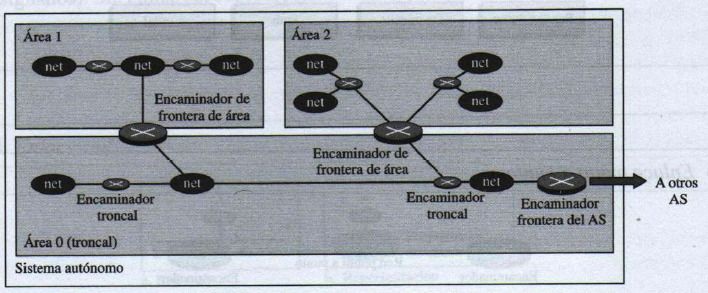 Área 1
net
net
net
Encaminador de
frontera de área
Área 2
net
net
net
net
Encaminador de
frontera de área
net
Encaminador
troncal
net
Encaminador
troncal
net
Encaminador
frontera del AS
A otros
AS
Área 0 (troncal)
Sistema autónomo